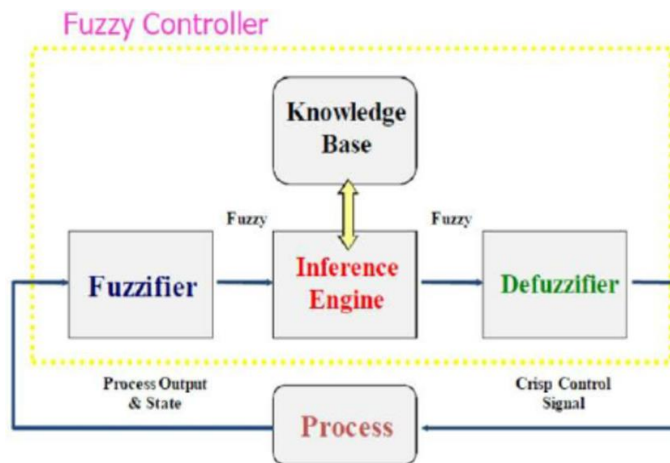 Fuzzy Controller
Knowledge
Base
Fuzzy
Fuzzy
Fuzzifier
Inference
Engine
Defuzzifier
Process Output
& State
Crisp Control
Signal
Process